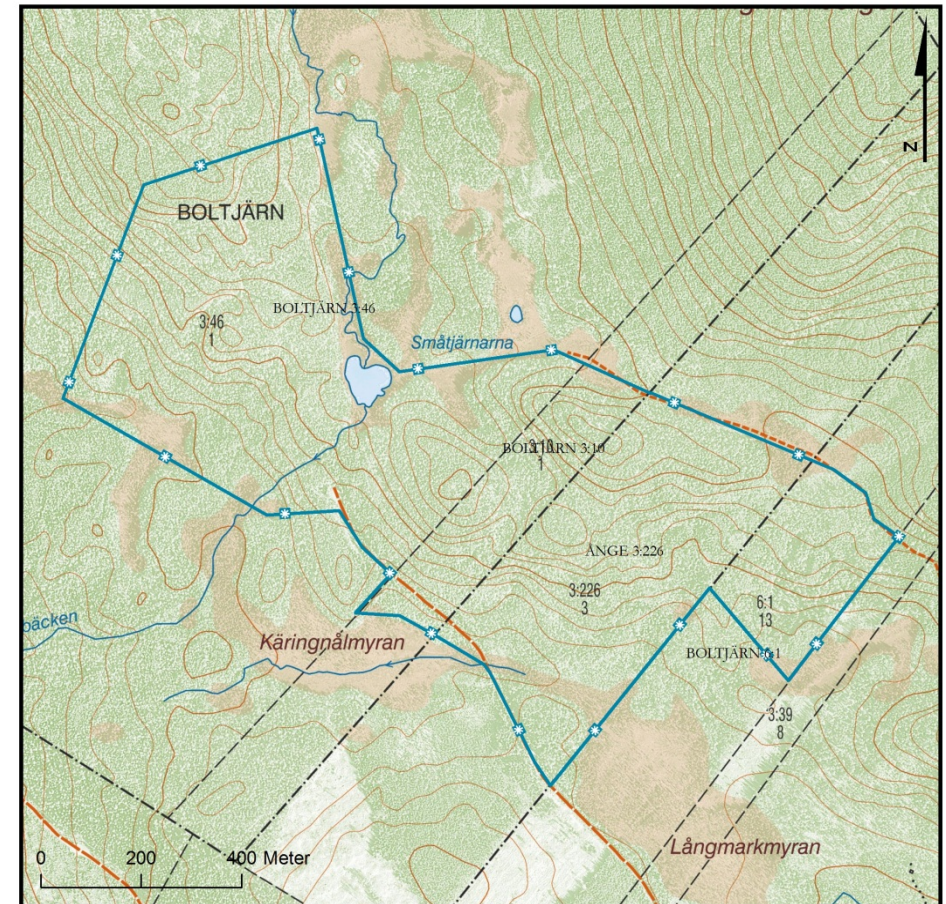 N
BOLTJÄRN
BOLTJÄRN 3:46
3:46
1
Småtjärnarna
BOLTJÄRN 3:10
1
ÅNGE 3:226
3:226
3
6:1
13
BOLTJÄRN 6:1
bäcken
Käringnålmyran
3:39
8
Långmarkmyran
0 200 400 Meter